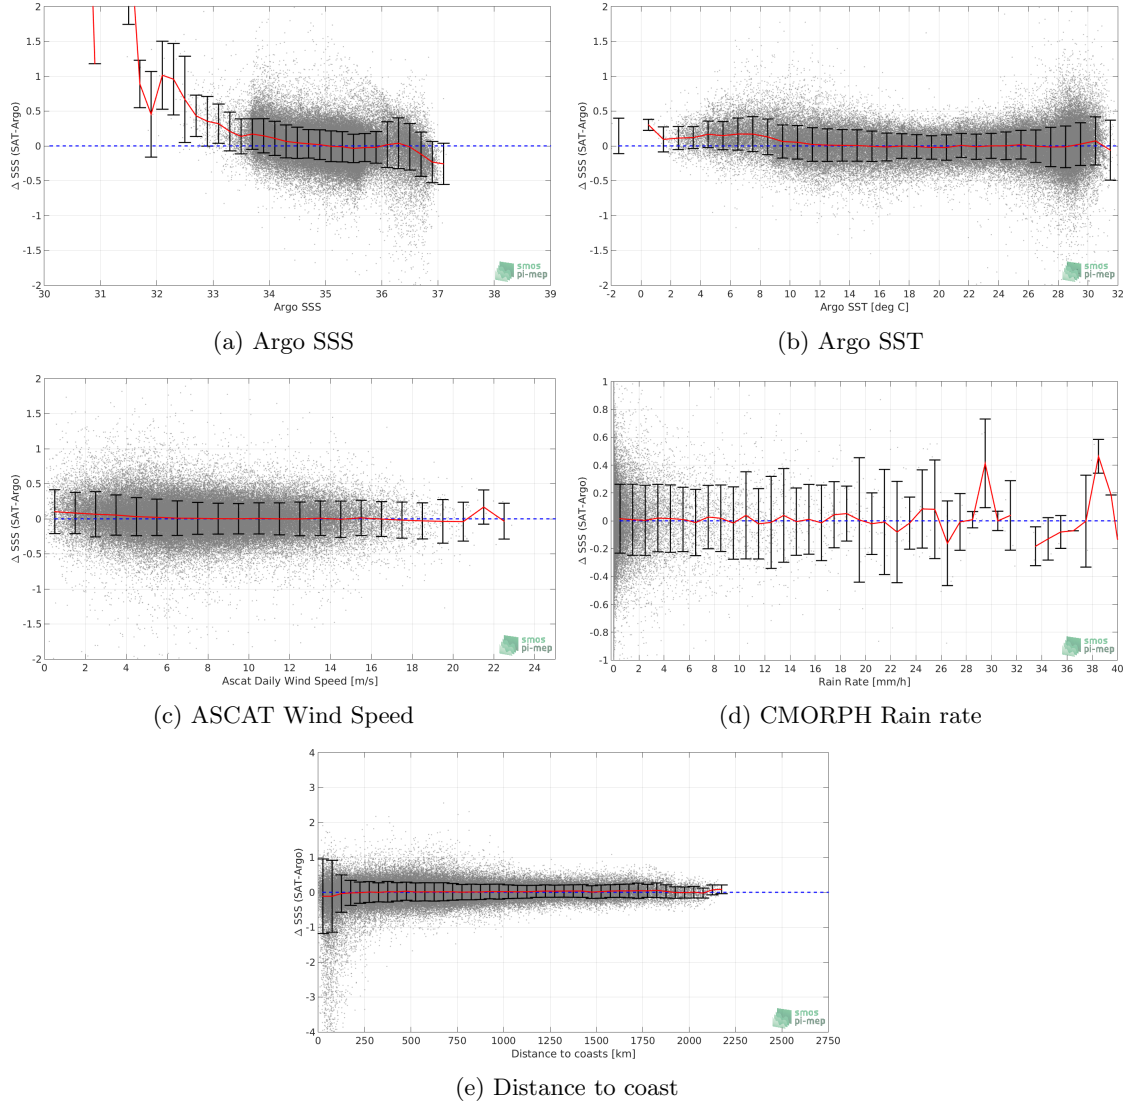 2
1.5
1
0.5
0
-0.5
-1
-1.5
-2
Δ SSS (SAT-Argo)
30 31 32 33 34 35 36 37 38 39
Argo SSS
smos
pi-mep
(a) Argo SSS
2
1.5
1
0.5
0
-0.5
-1
-1.5
-2
Δ SSS (SAT-Argo)
-2 0 2 4 6 8 10 12 14 16 18 20 22 24 26 28 30 32
Argo SST [deg C]
smos
pi-mep
(b) Argo SST
2
1.5
1
0.5
0
-0.5
-1
-1.5
-2
Δ SSS (SAT-Argo)
0 2 4 6 8 10 12 14 16 18 20 22 24
Ascat Daily Wind Speed [m/s]
smos
pi-mep
(c) ASCAT Wind Speed
1
0.8
0.6
0.4
0.2
0
-0.2
-0.4
-0.6
-0.8
-1
Δ SSS (SAT-Argo)
0 2 4 6 8 10 12 14 16 18 20 22 24 26 28 30 32 34 36 38 40
Rain Rate [mm/h]
smos
pi-mep
(d) CMORPH Rain rate
4
3
2
1
0
-1
-2
-3
-4
Δ SSS (SAT-Argo)
0 250 500 750 1000 1250 1500 1750 2000 2250 2500 2750
Distance to coasts [km]
smos
pi-mep
(e) Distance to coast